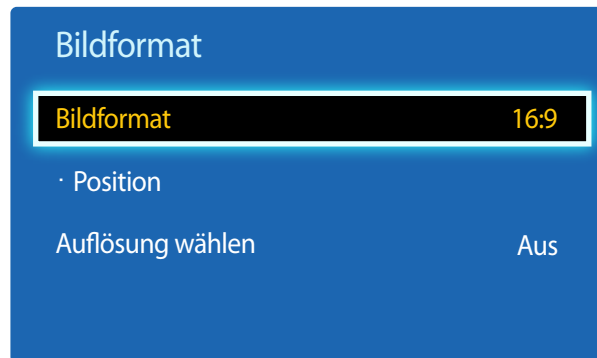 Bildformat
Bildformat 16:9
· Position
Auflösung wählen Aus